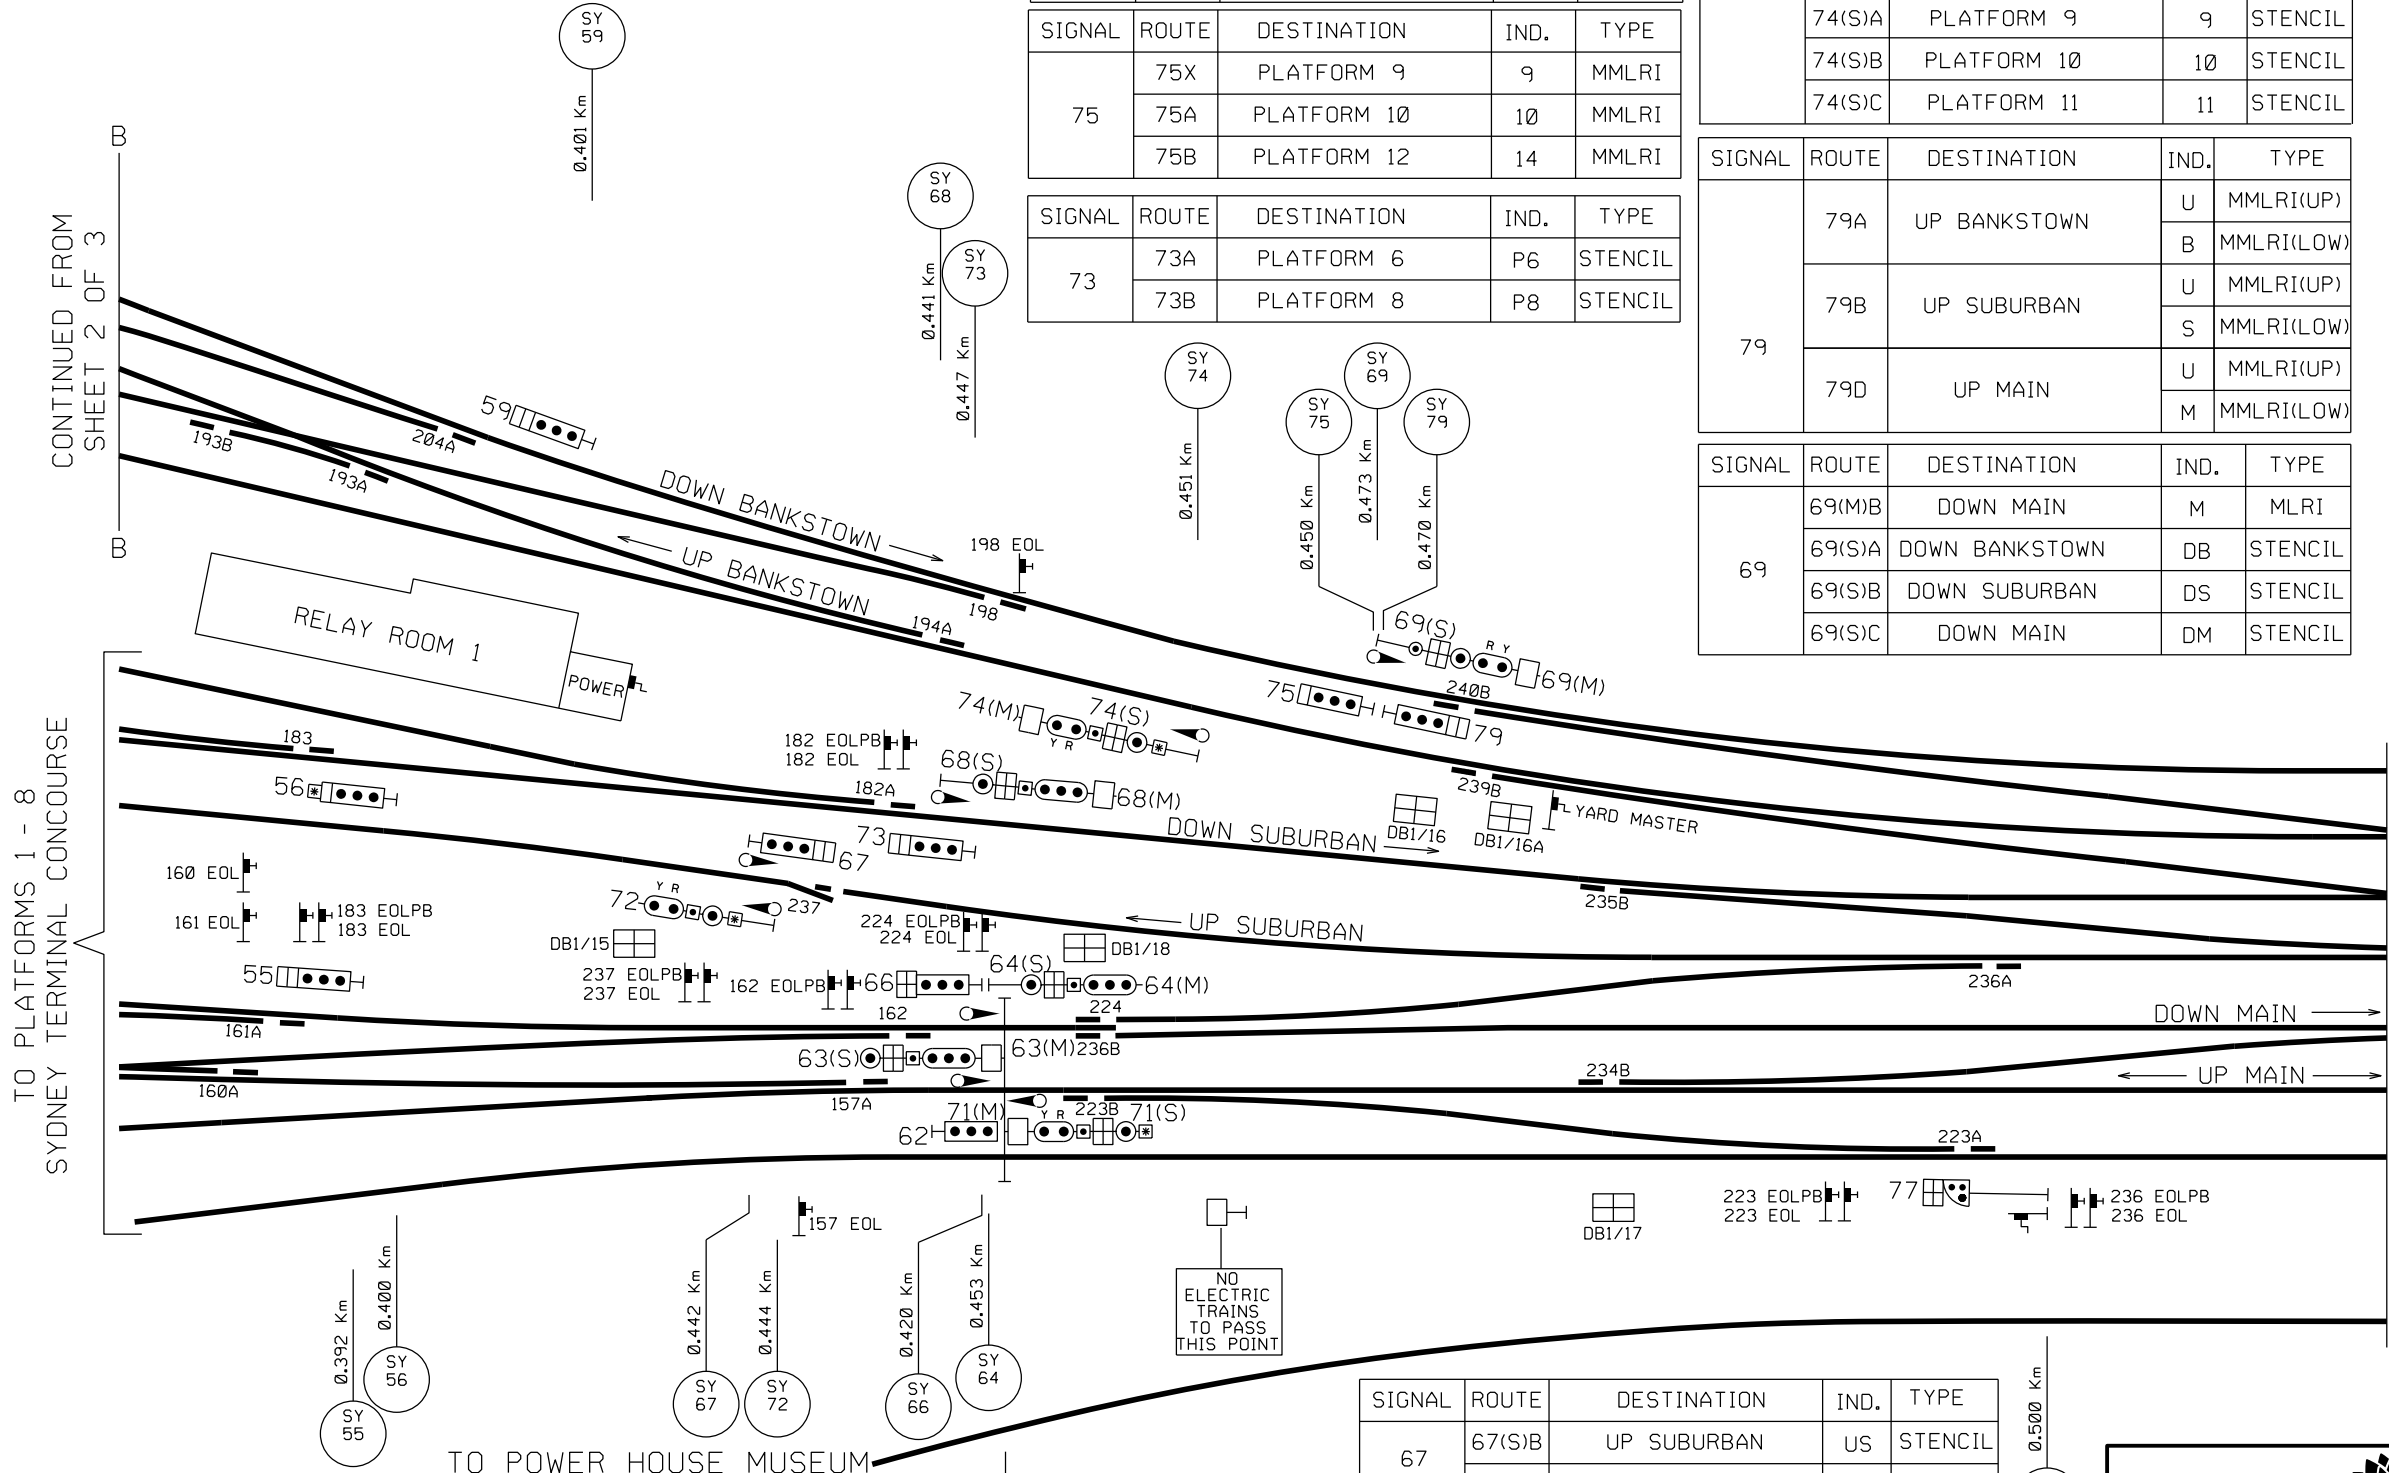 SY
59
0.401 Km
SIGNAL ROUTE DESTINATION IND. TYPE
75
75X PLATFORM 9 9 MMLRI
75A PLATFORM 10 10 MMLRI
75B PLATFORM 12 14 MMLRI
SIGNAL ROUTE DESTINATION IND. TYPE
73
73A PLATFORM 6 P6 STENCIL
73B PLATFORM 8 P8 STENCIL
74(S)A PLATFORM 9 9 STENCIL
74(S)B PLATFORM 10 10 STENCIL
74(S)C PLATFORM 11 11 STENCIL
SIGNAL ROUTE DESTINATION IND. TYPE
79
79A UP BANKSTOWN
U MMLRI(UP)
B MMLRI(LOW)
79B UP SUBURBAN
U MMLRI(UP)
S MMLRI(LOW)
79D UP MAIN
U MMLRI(UP)
M MMLRI(LOW)
SIGNAL ROUTE DESTINATION IND. TYPE
69
69(M)B DOWN MAIN M MLRI
69(S)A DOWN BANKSTOWN DB STENCIL
69(S)B DOWN SUBURBAN DS STENCIL
69(S)C DOWN MAIN DM STENCIL
B
CONTINUED FROM
SHEET 2 OF 3
B
SY
68
0.441 Km
SY
73
0.447 Km
SY
74
0.451 Km
SY
75
0.450 Km
SY
69
0.473 Km
SY
79
0.470 Km
59
204A
193B
193A
DOWN BANKSTOWN
UP BANKSTOWN
198 EOL
198
194A
RELAY ROOM 1
POWER
69(S)
R Y
69(M)
240B
75
79
74(M)
Y R
74(S)
182 EOLPB
182 EOL
68(S)
68(M)
182A
183
56
73
67
239B
DB1/16
DB1/16A
YARD MASTER
DOWN SUBURBAN
TO PLATFORMS 1 - 8
SYDNEY TERMINAL CONCOURSE
160 EOL
161 EOL
183 EOLPB
183 EOL
72
Y R
237
DB1/15
224 EOLPB
224 EOL
UP SUBURBAN
235B
DB1/18
55
237 EOLPB
237 EOL
162 EOLPB
66
64(S)
64(M)
236A
162
224
DOWN MAIN
161A
63(S)
63(M)
236B
160A
157A
234B
UP MAIN
71(M)
Y R
223B
71(S)
62
223A
157 EOL
DB1/17
223 EOLPB
223 EOL
77
236 EOLPB
236 EOL
0.392 Km
SY
55
0.400 Km
SY
56
0.442 Km
SY
67
0.444 Km
SY
72
0.420 Km
SY
66
0.453 Km
SY
64
NO
ELECTRIC
TRAINS
TO PASS
THIS POINT
TO POWER HOUSE MUSEUM
SIGNAL ROUTE DESTINATION IND. TYPE
67
67(S)B UP SUBURBAN US STENCIL
0.500 Km